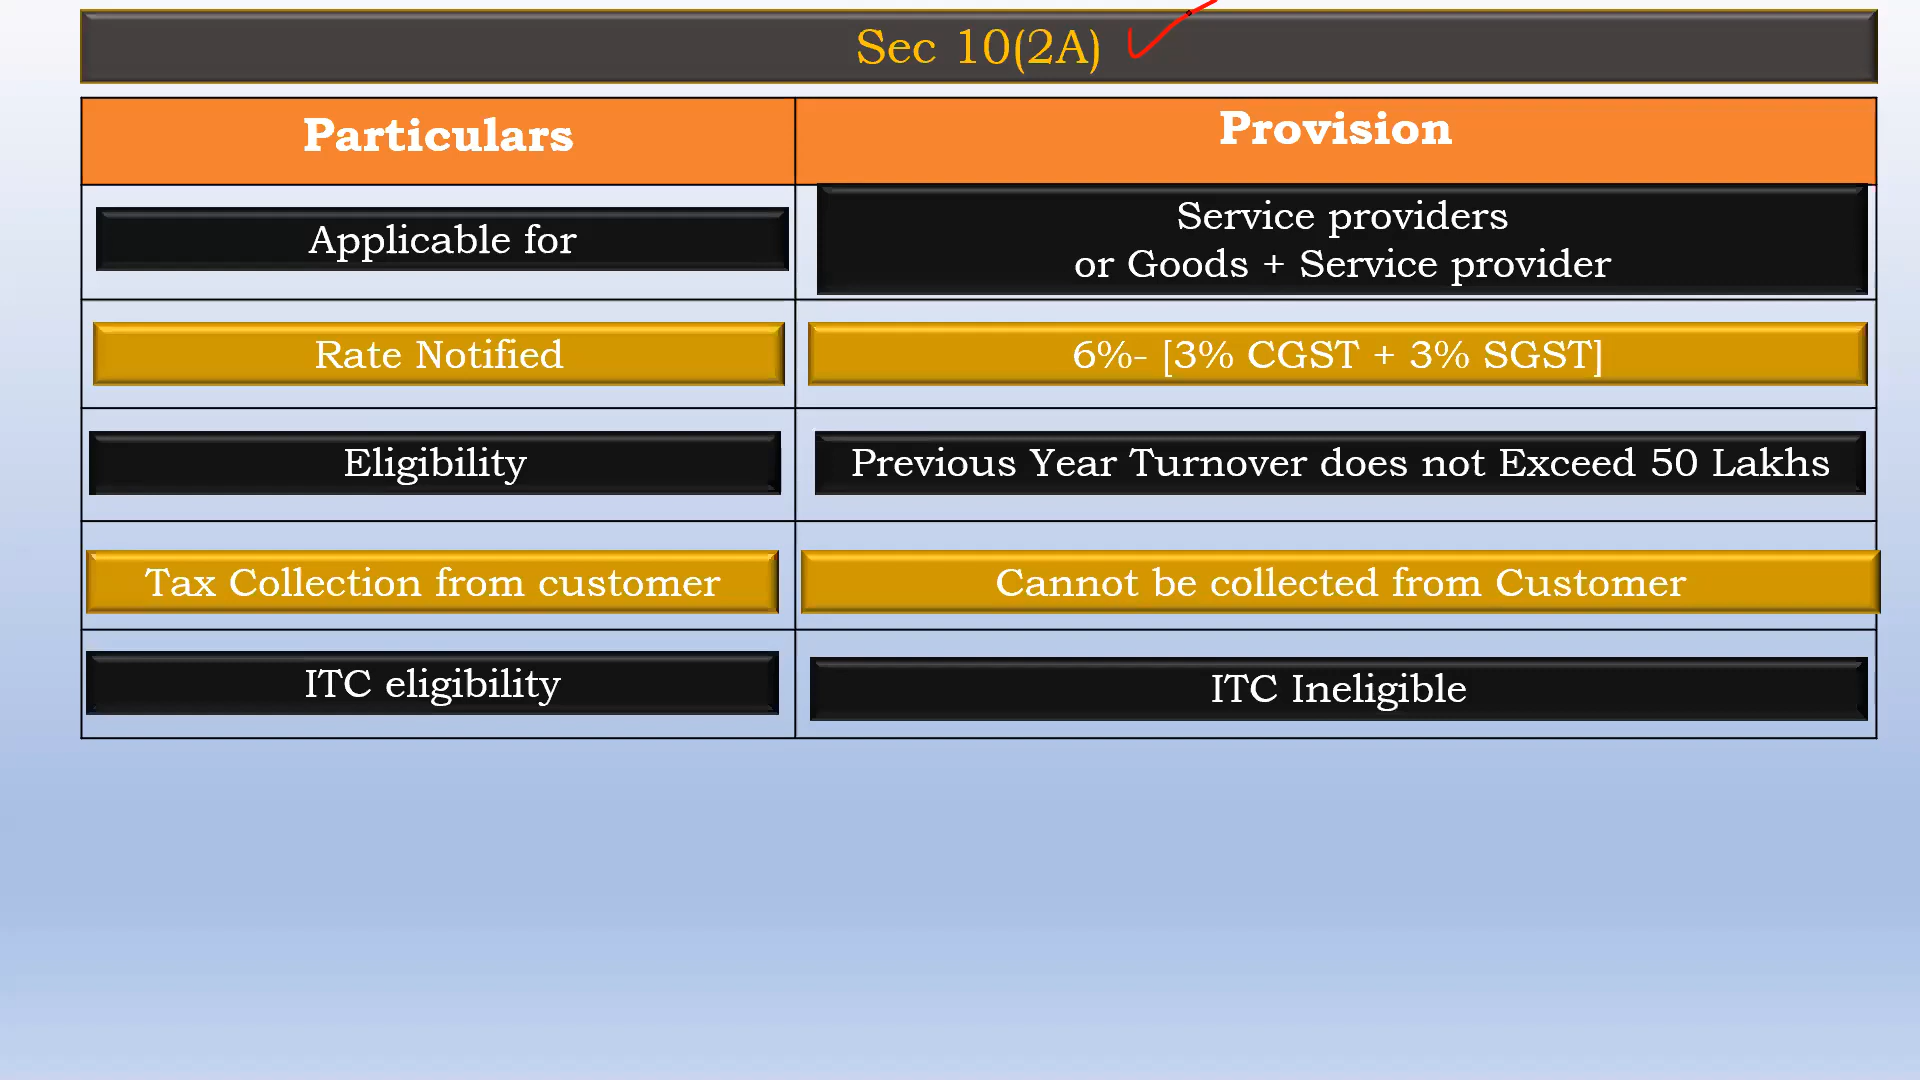 Sec 10(2A)
Particulars
Provision
Applicable for
Service providers
or Goods + Service provider
Rate Notified
6%- [3% CGST + 3% SGST]
Eligibility
Previous Year Turnover does not Exceed 50 Lakhs
Tax Collection from customer
Cannot be collected from Customer
ITC eligibility
ITC Ineligible